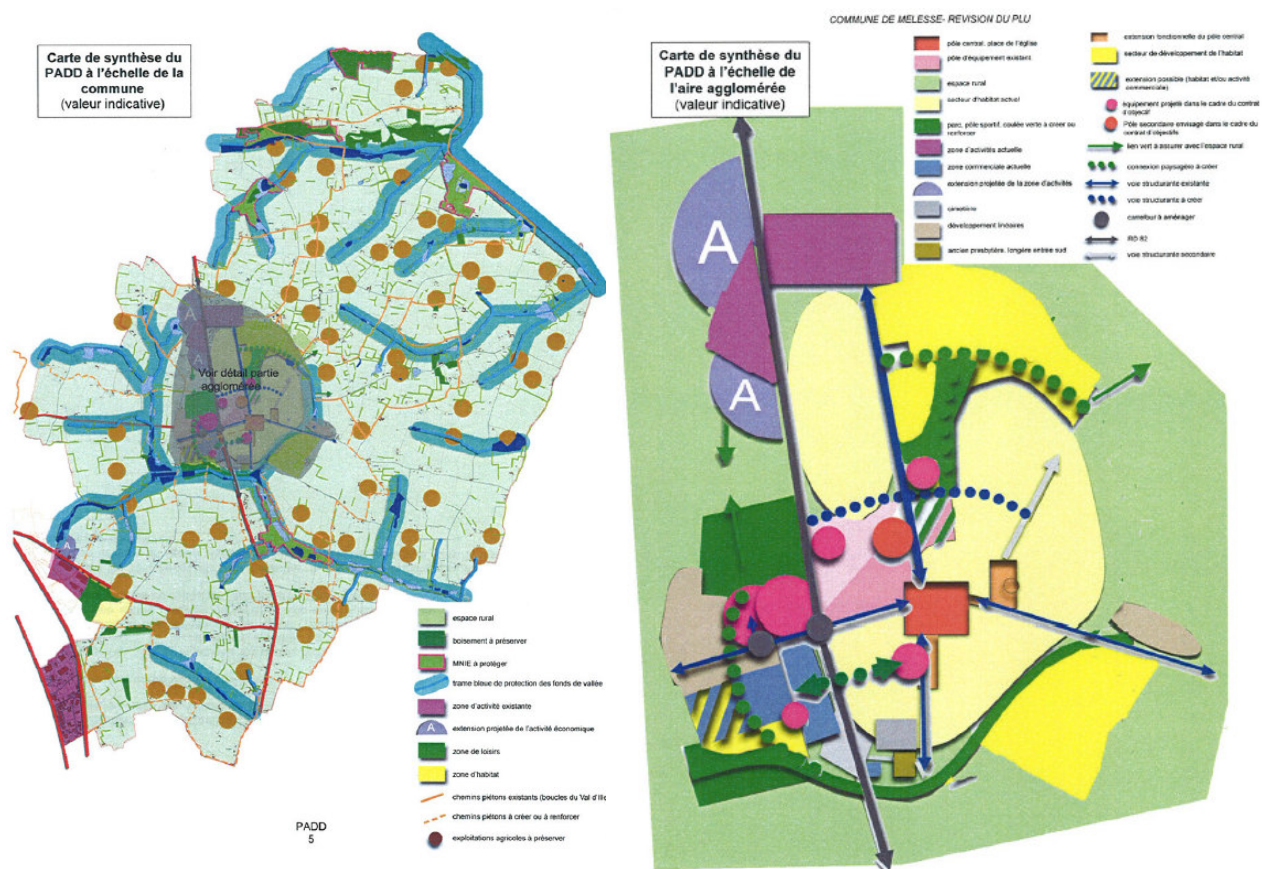 Carte de synthèse du
PADD à l'échelle de la
commune
(valeur indicative)
Voir détail partie
agglomérée
A
A
A
espace rural
boisement à préserver
MNIE à protéger
trame bleue de protection des fonds de vallée
zone d'activité existante
A
extension projetée de l'activité économique
zone de loisirs
zone d'habitat
chemins piétons existants (boucles du Val d'Ille
chemins piétons à créer ou à renforcer
exploitations agricoles à préserver
PADD
5
COMMUNE DE MELESSE- REVISION DU PLU
Carte de synthèse du
PADD à l'échelle de
l'aire agglomérée
(valeur indicative)
pôle central, place de l'église
pôle d'équipement existant
espace rural
secteur d'habitat actuel
parc, pôle sportif, coulée verte à créer ou
renforcer
zone d'activités actuelle
zone commerciale actuelle
extension projetée de la zone d'activités
cimetière
développement linéaires
ancien presbytère, longère entrée sud
extension fonctionnelle du pôle central
secteur de développement de l'habitat
extension possible (habitat et/ou activité
commerciale)
équipement projeté dans le cadre du contrat
d'objectif
Pôle secondaire envisagé dans le cadre du
contrat d'objectifs
lien vert à assurer avec l'espace rural
connexion paysagère à créer
voie structurante existante
voie structurante à créer
carrefour à aménager
RD 82
voie structurante secondaire
A
A